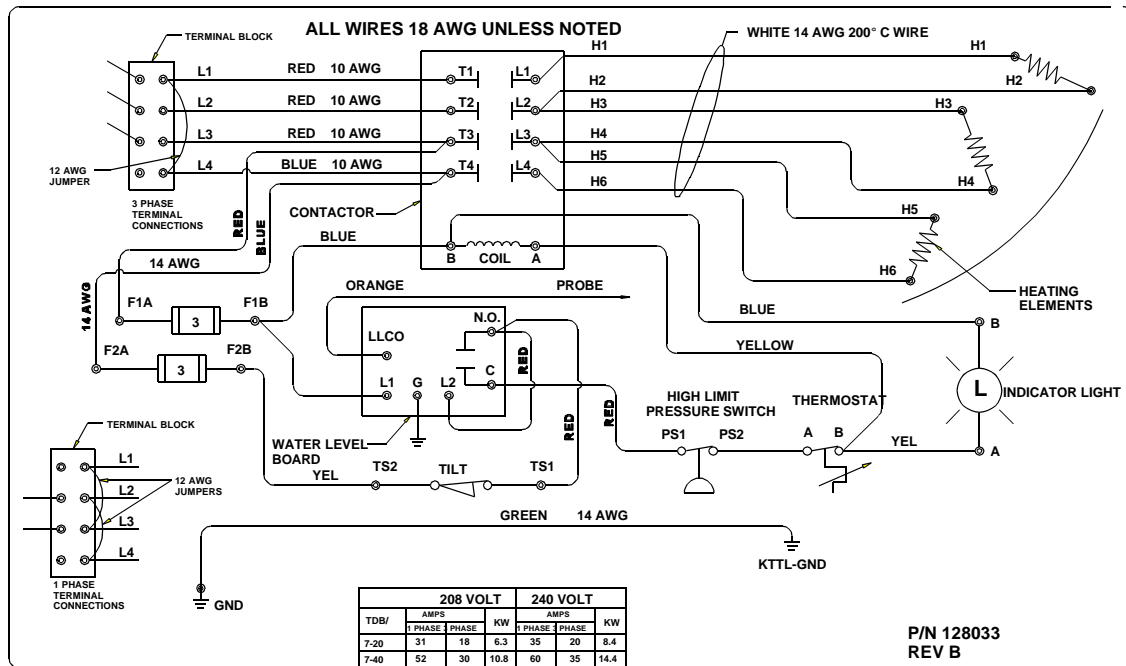 ALL WIRES 18 AWG UNLESS NOTED
TERMINAL BLOCK
WHITE 14 AWG 200° C WIRE
L1 RED 10 AWG T1 L1 H1 H1
H2 H2
L2 RED 10 AWG T2 L2 H3 H3
L3 RED 10 AWG T3 L3 H4
H5
L4 BLUE 10 AWG T4 L4 H6 H4
12 AWG
JUMPER
3 PHASE
TERMINAL
CONNECTIONS
RED
BLUE
CONTACTOR
BLUE
B COIL A
H5
H6
14 AWG
14 AWG
ORANGE PROBE
HEATING
ELEMENTS
F1A 3 F1B
N.O.
BLUE
B
LLCO
RED
YELLOW
F2A 3 F2B
L1 G L2 C
L
INDICATOR LIGHT
HIGH LIMIT
PRESSURE SWITCH
THERMOSTAT
RED
RED
WATER LEVEL
BOARD
PS1 PS2 A B YEL A
TERMINAL BLOCK
YEL TS2 TILT TS1
L1
L2
L3
L4
12 AWG
JUMPERS
1 PHASE
TERMINAL
CONNECTIONS
GREEN 14 AWG
KTTL-GND
GND
208 VOLT 240 VOLT
TDB/ AMPS KW AMPS KW
1 PHASE 3 PHASE 1 PHASE 3 PHASE
7-20 31 18 6.3 35 20 8.4
7-40 52 30 10.8 60 35 14.4
P/N 128033
REV B